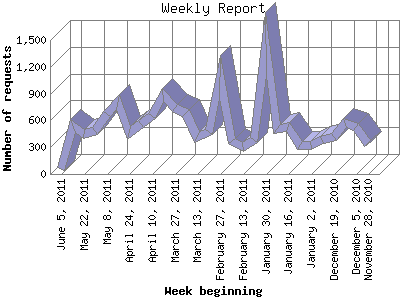 Weekly Report
Number of requests
1,500
1,200
900
600
300
0
June 5, 2011
May 22, 2011
May 8, 2011
April 24, 2011
April 10, 2011
March 27, 2011
March 13, 2011
February 27, 2011
February 13, 2011
January 30, 2011
January 16, 2011
January 2, 2011
December 19, 2010
December 5, 2010
November 28, 2010
Week beginning